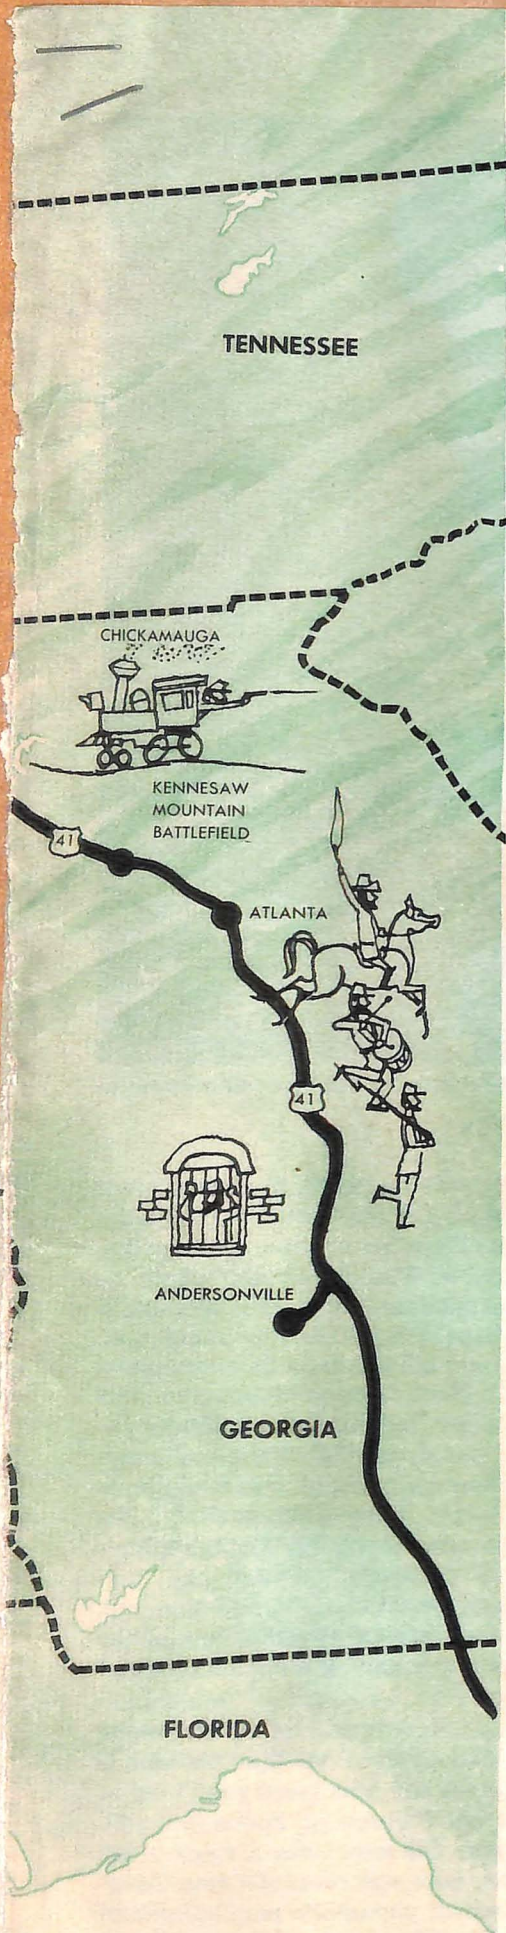 TENNESSEE
CHICKAMAUGA
KENNESAW
MOUNTAIN
BATTLEFIELD
41
ATLANTA
41
ANDERSONVILLE
GEORGIA
FLORIDA